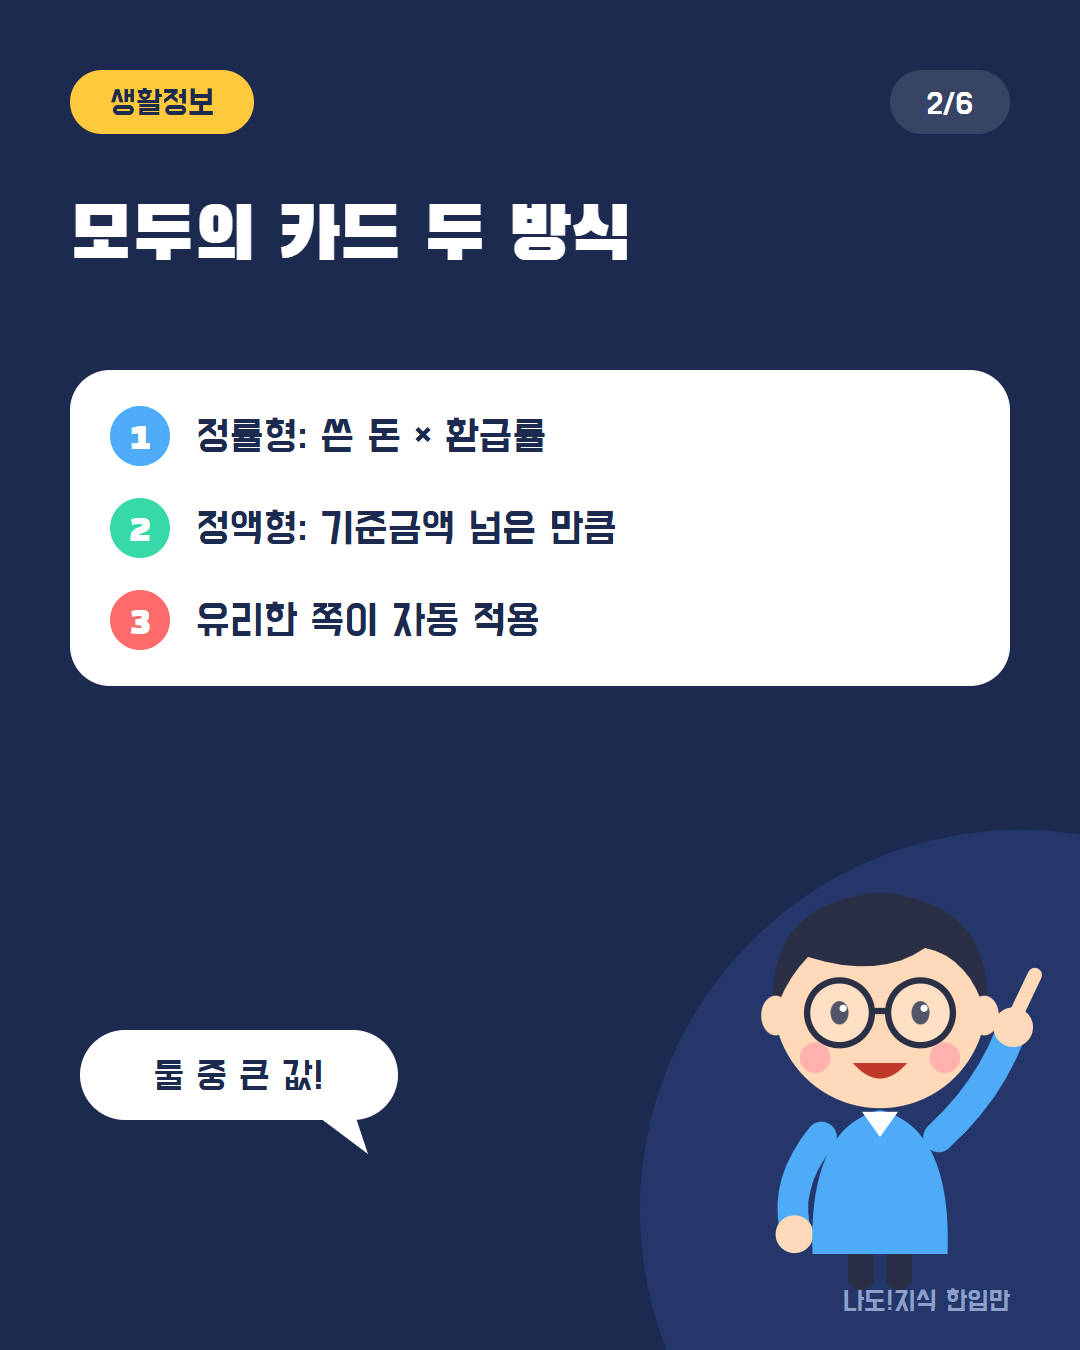 생활정보
2/6
모두의 카드 두 방식
1 정률형: 쓴 돈 × 환급률
2 정액형: 기준금액 넘은 만큼
3 유리한 쪽이 자동 적용
둘 중 큰 값!
나도!지식 한입만